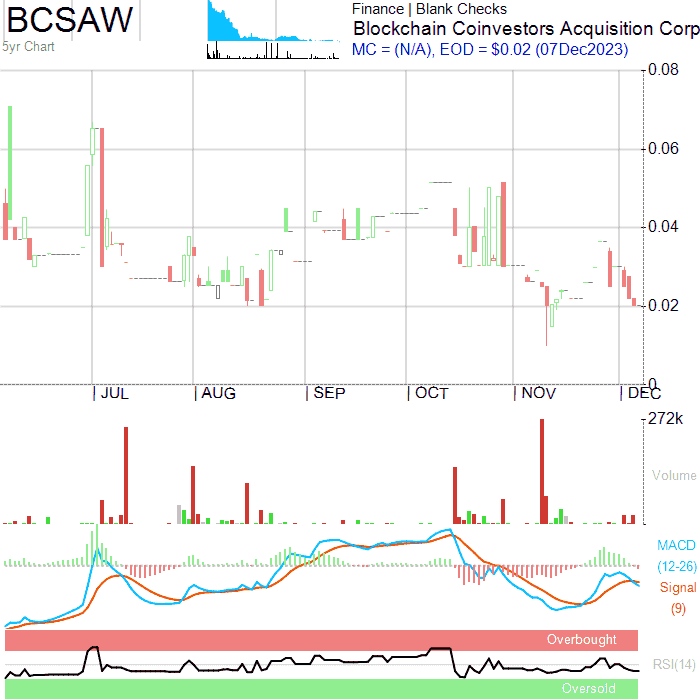 BCSAW
5yr Chart
Finance | Blank Checks
Blockchain Coinvestors Acquisition Corp
MC = (N/A), EOD = $0.02 (07Dec2023)
0.08
0.06
0.04
0.02
0
JUL AUG SEP OCT NOV DEC
272k
Volume
MACD
(12-26)
Signal
(9)
Overbought
RSI(14)
Oversold